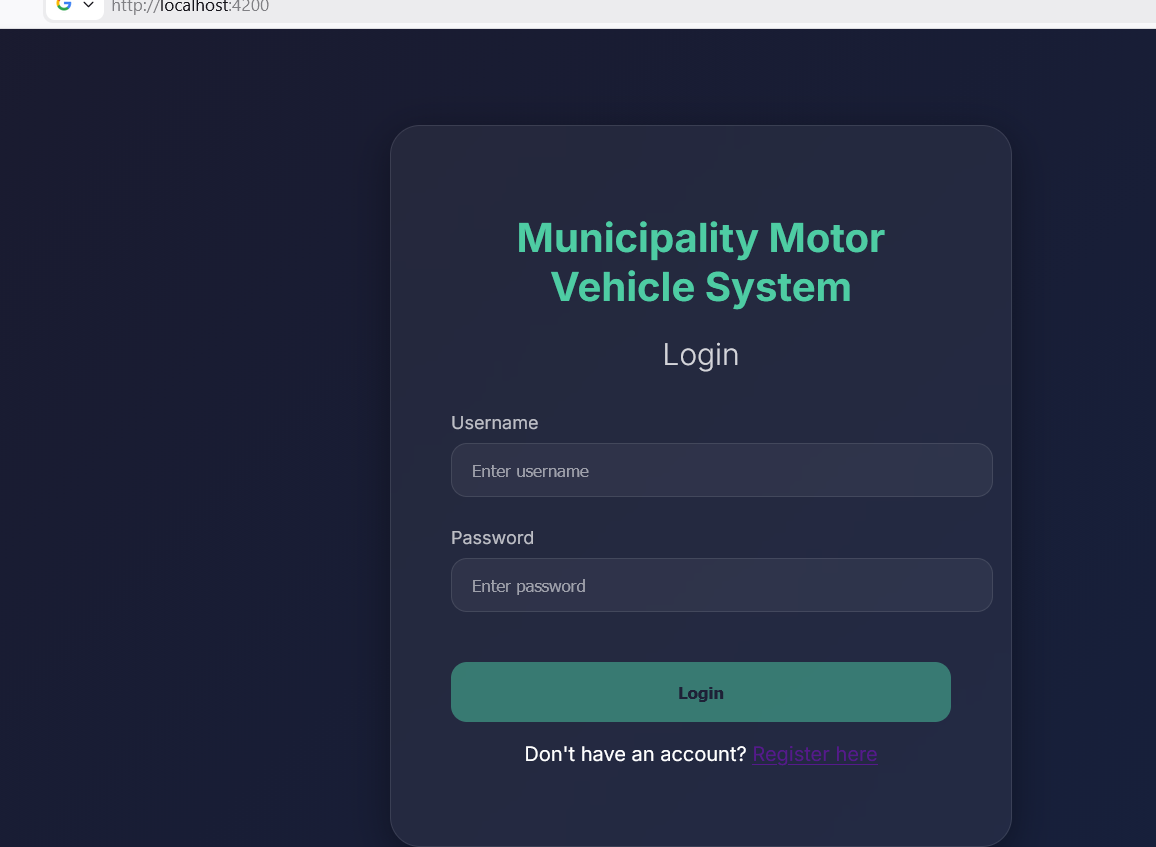 http://localhost:4200
Municipality Motor
Vehicle System
Login
Username
Enter username
Password
Enter password
Login
Don't have an account? Register here